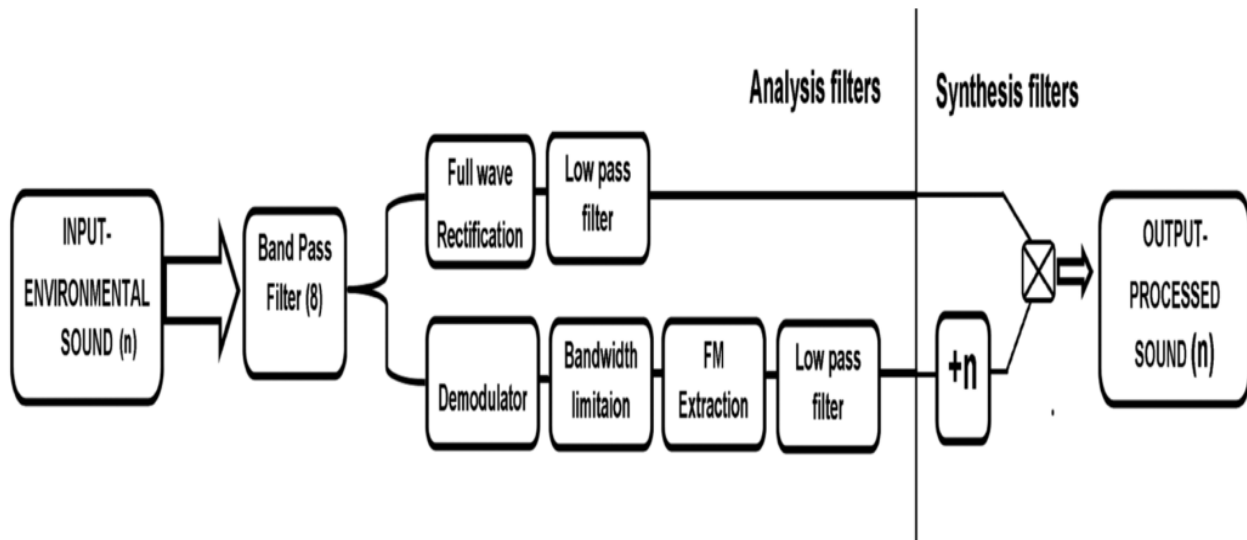 Analysis filters
Synthesis filters
INPUT-
ENVIRONMENTAL
SOUND (n)
Band Pass
Filter (8)
Full wave
Rectification
Low pass
filter
Demodulator
Bandwidth
limitaion
FM
Extraction
Low pass
filter
+n
OUTPUT-
PROCESSED
SOUND (n)